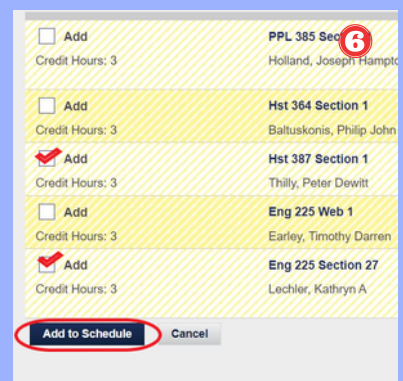 Add PPL 385 6
Credit Hours: 3 Holland, Joseph
Add Hst 364 Section 1
Credit Hours: 3 Baltuskonis, Philip John
Add Hst 387 Section 1
Credit Hours: 3 Thilly, Peter Dewitt
Add Eng 225 Web 1
Credit Hours: 3 Earley, Timothy Darren
Add Eng 225 Section 27
Credit Hours: 3 Lechler, Kathryn A
Add to Schedule Cancel